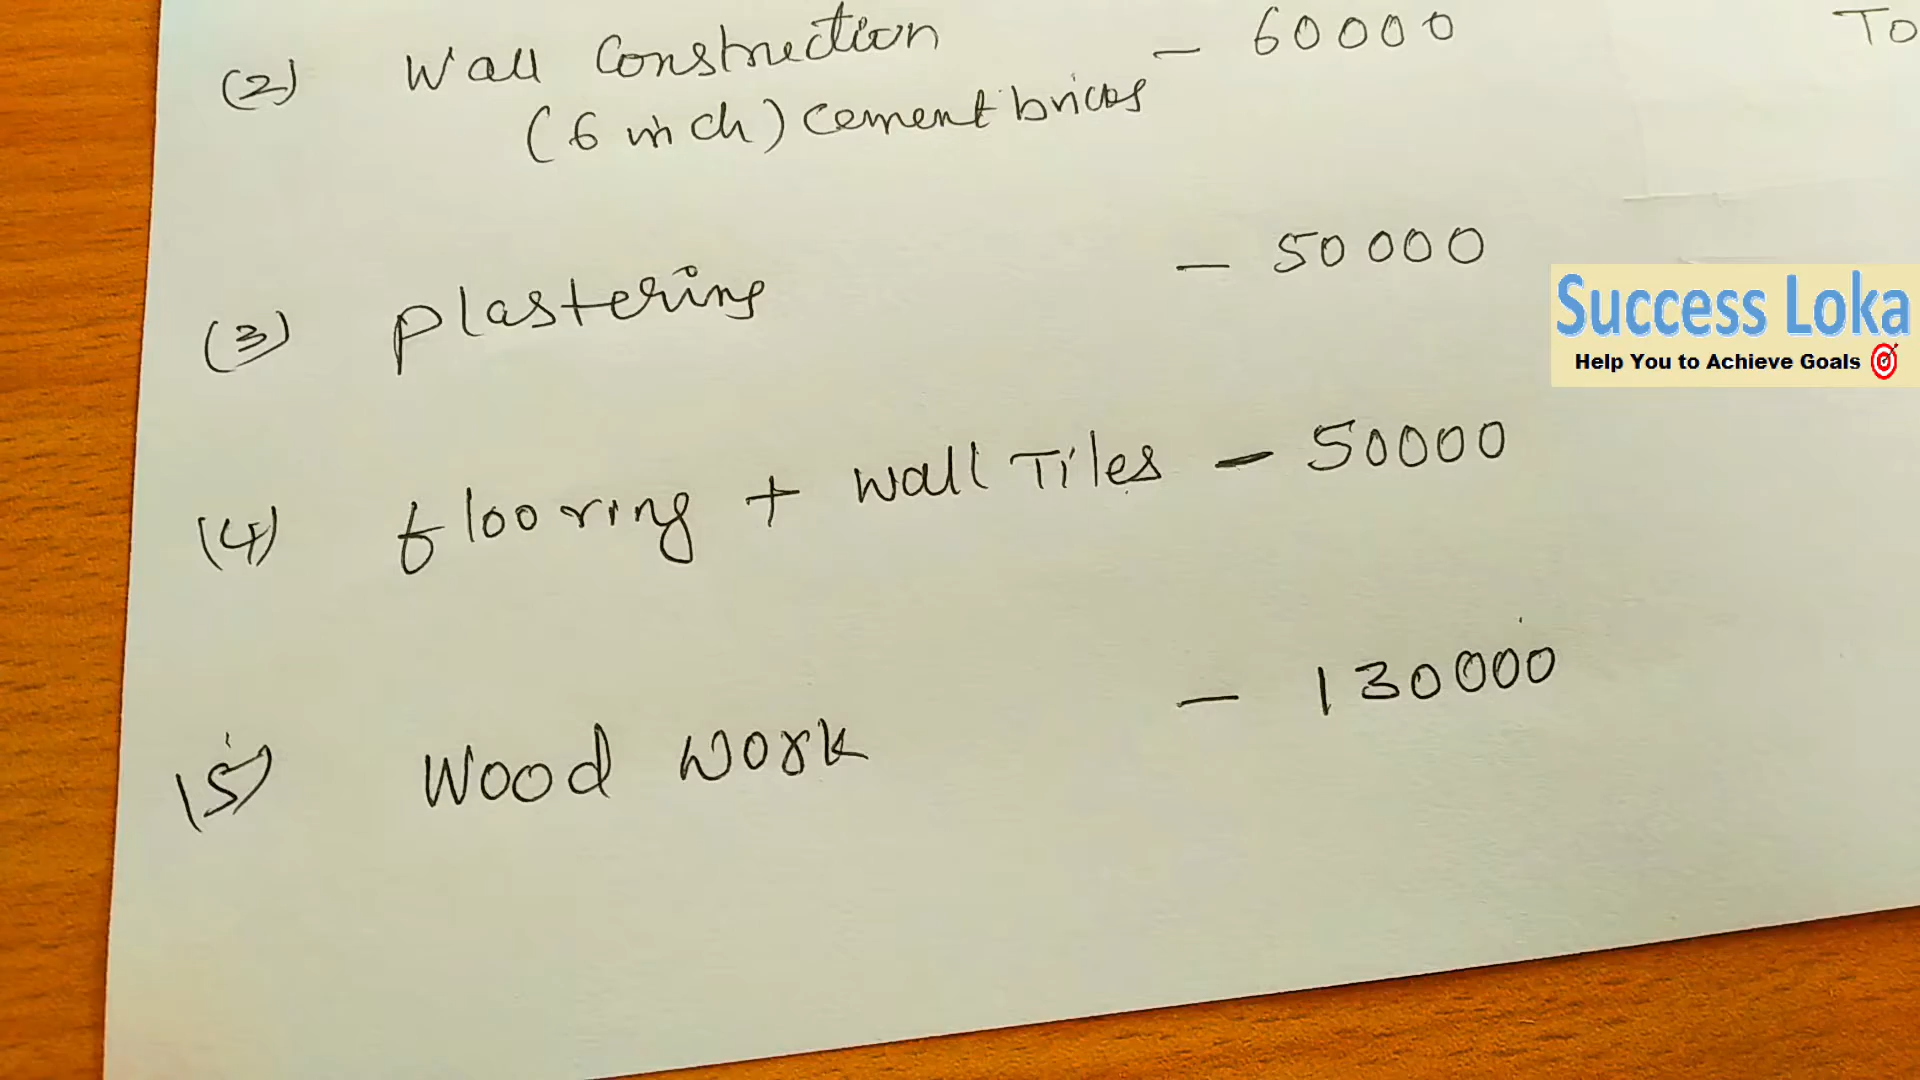 (2) Wall Construction - 60000
(6 inch) cement bricks
To
(3) Plastering - 50000
Success Loka
Help You to Achieve Goals
(4) flooring + wall Tiles - 50000
(5) Wood work - 130000